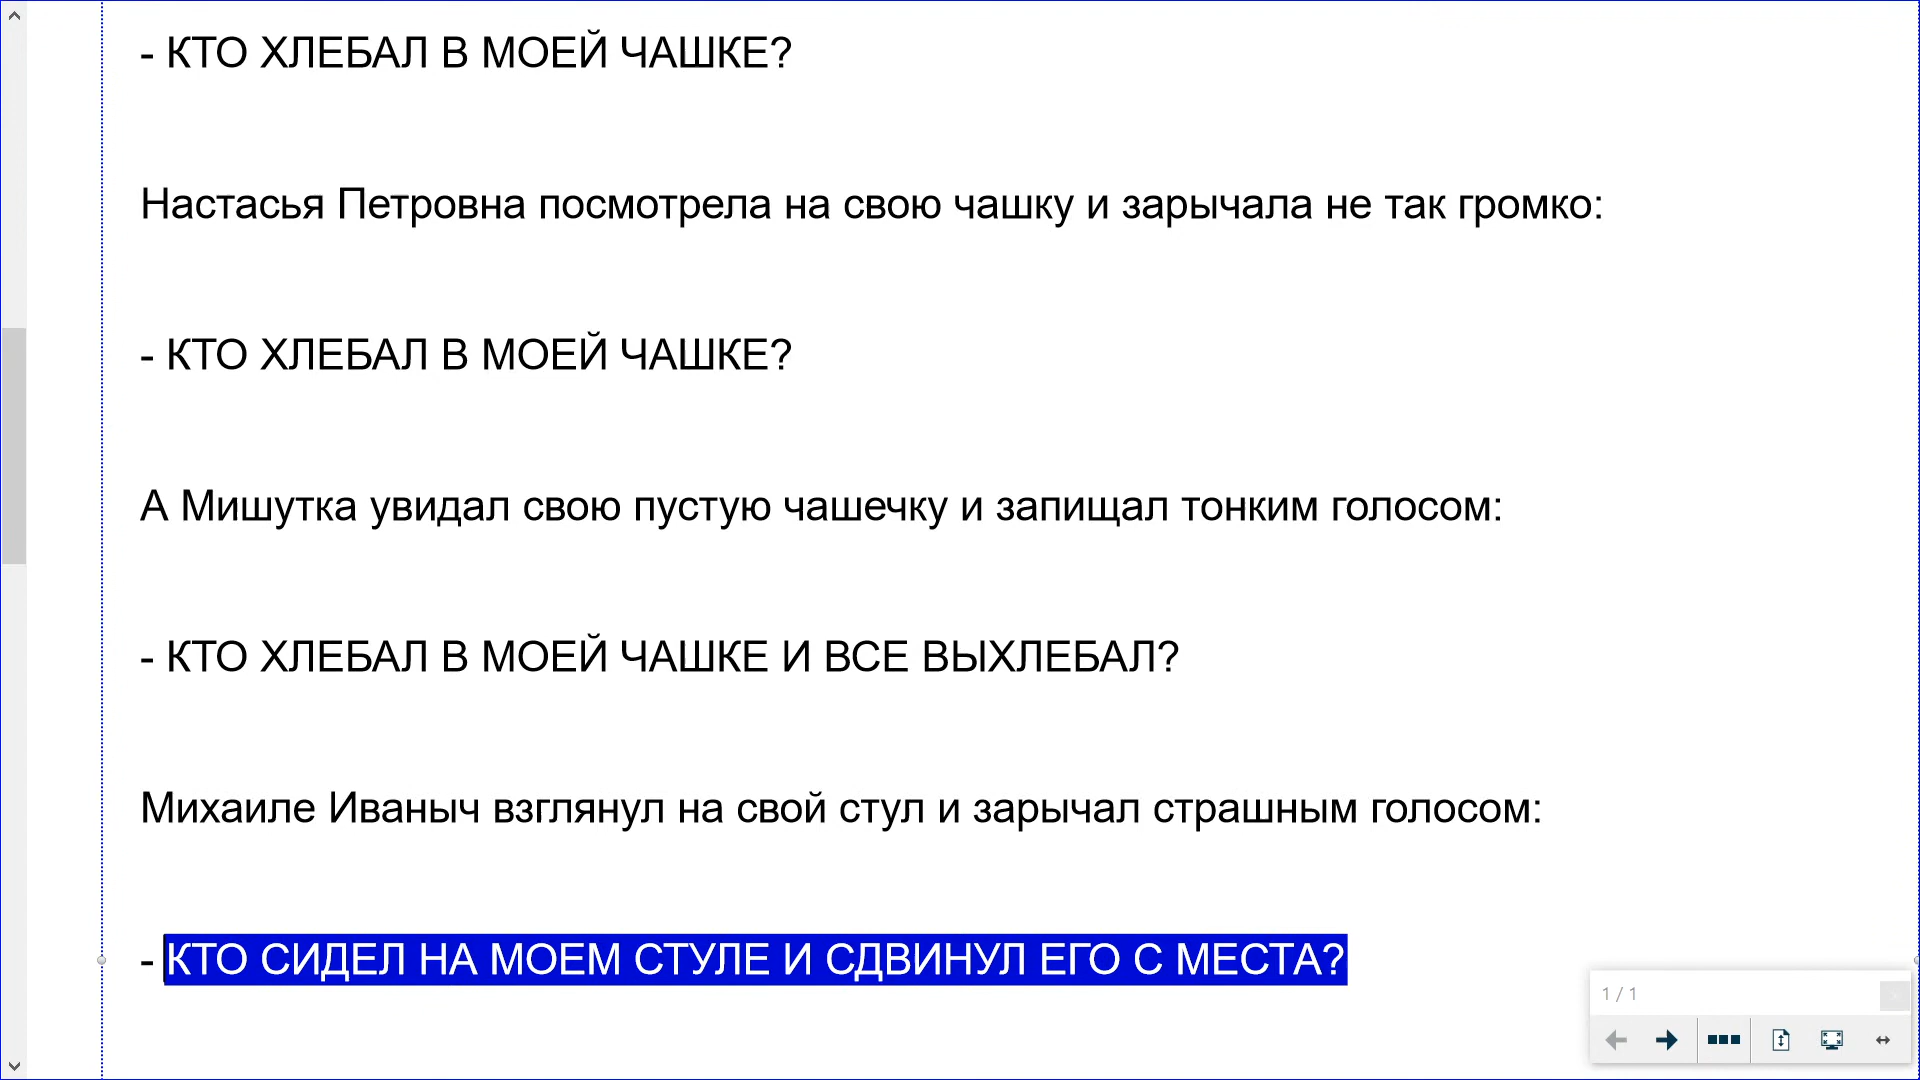 - КТО ХЛЕБАЛ В МОЕЙ ЧАШКЕ?
Настасья Петровна посмотрела на свою чашку и зарычала не так громко:
- КТО ХЛЕБАЛ В МОЕЙ ЧАШКЕ?
А Мишутка увидал свою пустую чашечку и запищал тонким голосом:
- КТО ХЛЕБАЛ В МОЕЙ ЧАШКЕ И ВСЕ ВЫХЛЕБАЛ?
Михаиле Иваныч взглянул на свой стул и зарычал страшным голосом:
- КТО СИДЕЛ НА МОЕМ СТУЛЕ И СДВИНУЛ ЕГО С МЕСТА?
1 / 1